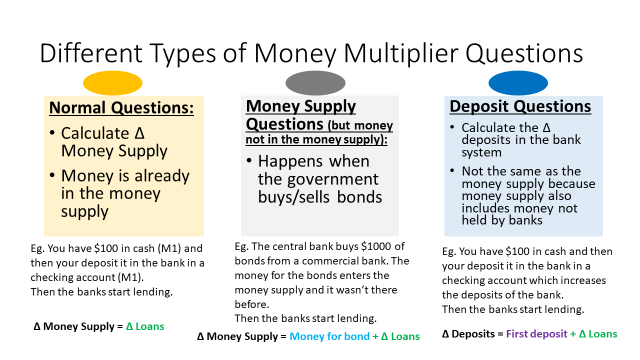 Different Types of Money Multiplier Questions
Normal Questions:
• Calculate Δ
Money Supply
• Money is already
in the money
supply
Eg. You have $100 in cash (M1) and
then your deposit it in the bank in a
checking account (M1).
Then the banks start lending.
Δ Money Supply = Δ Loans
Money Supply
Questions (but money
not in the money supply):
• Happens when
the government
buys/sells bonds
Eg. The central bank buys $1000 of
bonds from a commercial bank. The
money for the bonds enters the
money supply and it wasn't there
before.
Then the banks start lending.
Δ Money Supply = Money for bond + Δ Loans
Deposit Questions
• Calculate the Δ
deposits in the bank
system
• Not the same as the
money supply because
money supply also
includes money not
held by banks
Eg. You have $100 in cash and then
your deposit it in the bank in a
checking account which increases
the deposits of the bank.
Then the banks start lending.
Δ Deposits = First deposit + Δ Loans